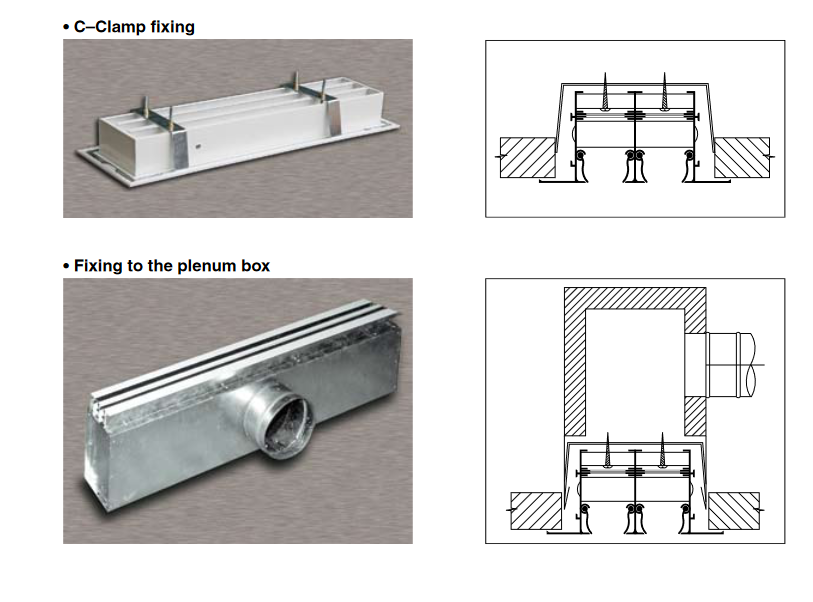 • C–Clamp fixing
• Fixing to the plenum box